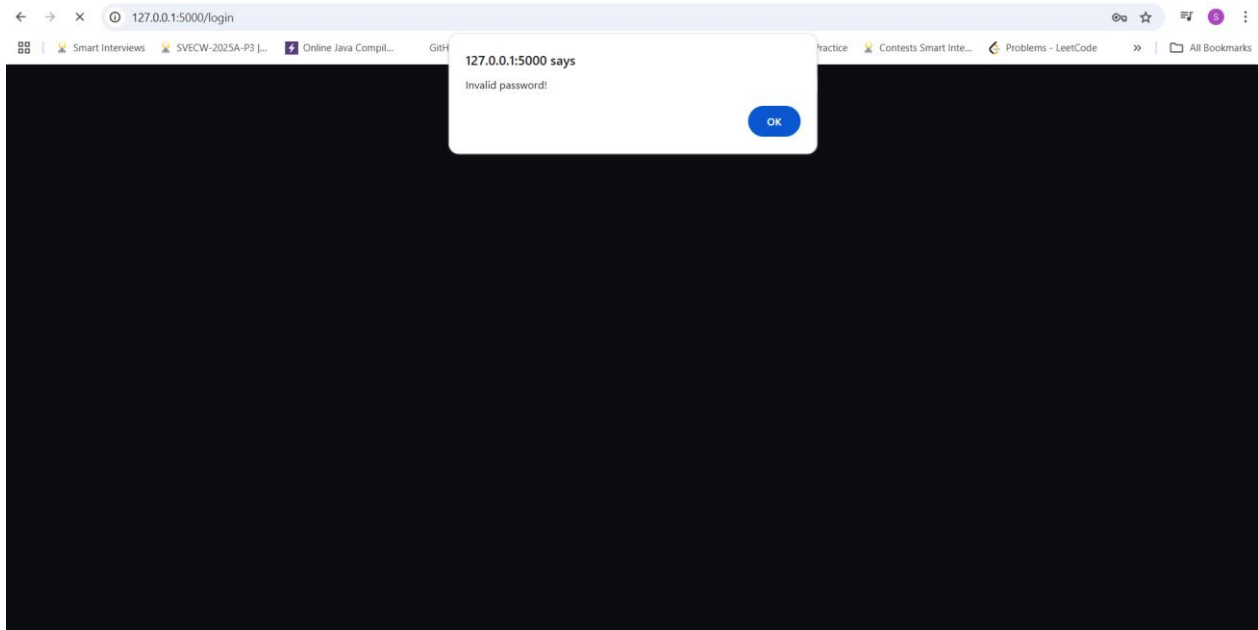 127.0.0.1:5000/login
S
Smart Interviews SVECW-2025A-P3 |... Online Java Compil... GitH Contests Smart Inte... Problems - LeetCode » All Bookmarks
127.0.0.1:5000 says
Invalid password!
OK